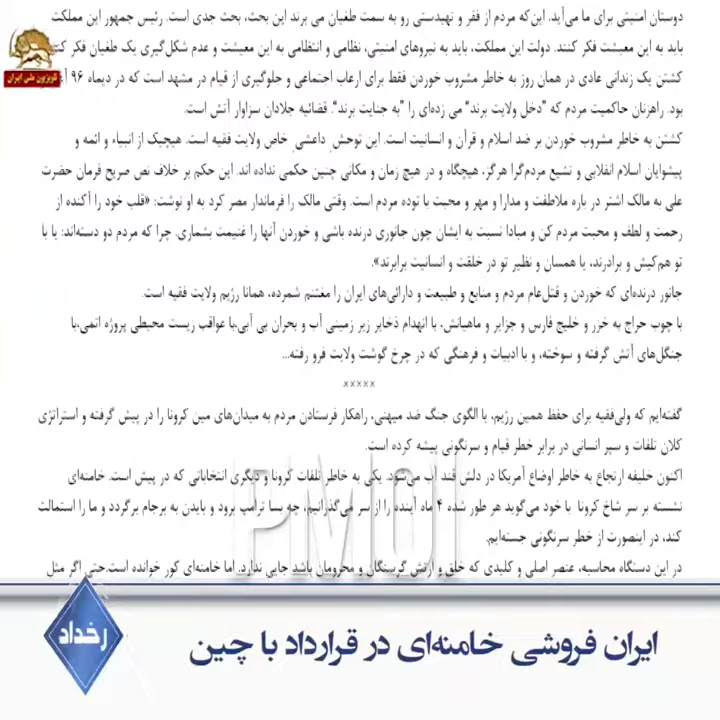 دوستان امنیتی برای ما می‌آید. این‌که مردم از فقر و تهیدستی رو به سمت طغیان می برند این بحث، بحث جدی است. رئیس جمهور این مملکت
باید به این معیشت فکر کنند. دولت این مملکت، باید به نیروهای امنیتی، نظامی و انتظامی به این معیشت و عدم شکل‌گیری یک طغیان فکر
کشتن یک زندانی عادی در همان روز به خاطر مشروب خوردن فقط برای ارعاب اجتماعی و جلوگیری از قیام در مشهد است که در دیماه ۹۶
بود. راهزنان حاکمیت مردم که "دخل ولایت برند" می زده‌ای را "به جنایت برند". قضائیه جلادان سزاوار آتش است.
کشتن به خاطر مشروب خوردن بر ضد اسلام و قرآن و انسانیت است. این توحش داعشی خاص ولایت فقیه است. هیچیک از انبیاء و ائمه و
پیشوایان اسلام انقلابی و تشیع مردم‌گرا هرگز، هیچگاه و در هیچ زمان و مکانی چنین حکمی نداده اند. این حکم بر خلاف نص صریح فرمان حضرت
علی به مالک اشتر در باره ملاطفت و مدارا و مهر و محبت با توده مردم است. وقتی مالک را فرماندار مصر کرد به او نوشت: «قلب خود را آکنده از
رحمت و لطف و محبت مردم کن و مبادا نسبت به ایشان چون جانوری درنده باشی و خوردن آنها را غنیمت بشماری. چرا که مردم دو دسته‌اند: یا با
تو هم‌کیش و برادرند، یا همسان و نظیر تو در خلقت و انسانیت برابرند».
جانور درنده‌ای که خوردن و قتل‌عام مردم و منابع و طبیعت و دارائی‌های ایران را مغتنم شمرده، همانا رژیم ولایت فقیه است.
با چوب حراج به خزر و خلیج فارس و جزایر و ماهیانش، با انهدام ذخایر زیر زمینی آب و بحران بی آبی،با عواقب زیست محیطی پروژه اتمی،با
جنگل‌های آتش گرفته و سوخته، و با ادبیات و فرهنگی که در چرخ گوشت ولایت فرو رفته...
xxxxx
گفته‌ایم که ولی‌فقیه برای حفظ همین رژیم، با الگوی جنگ ضد میهنی، راهکار فرستادن مردم به میدان‌های مین کرونا را در پیش گرفته و استراتژی
کلان تلفات و سپر انسانی در برابر خطر قیام و سرنگونی پیشه کرده است.
اکنون خلیفه ارتجاع به خاطر اوضاع آمریکا در دلش قند آب می‌شود. یکی به خاطر تلفات کرونا و دیگری انتخاباتی که در پیش است. خامنه‌ای
نشسته بر سر شاخ کرونا با خود می‌گوید هر طور شده ۴ ماه آینده را از سر می‌گذرانیم، چه بسا ترامپ برود و بایدن به برجام برگردد و ما را استمالت
کند، در اینصورت از خطر سرنگونی جسته‌ایم.
در این دستگاه محاسبه، عنصر اصلی و کلیدی که خلق و ارتش گرسنگان و محرومان باشد جایی ندارد. اما خامنه‌ای کور خوانده است.حتی اگر مثل
PMOI
ایران فروشی خامنه‌ای در قرارداد با چین
رخداد
تلویزیون ملی ایران